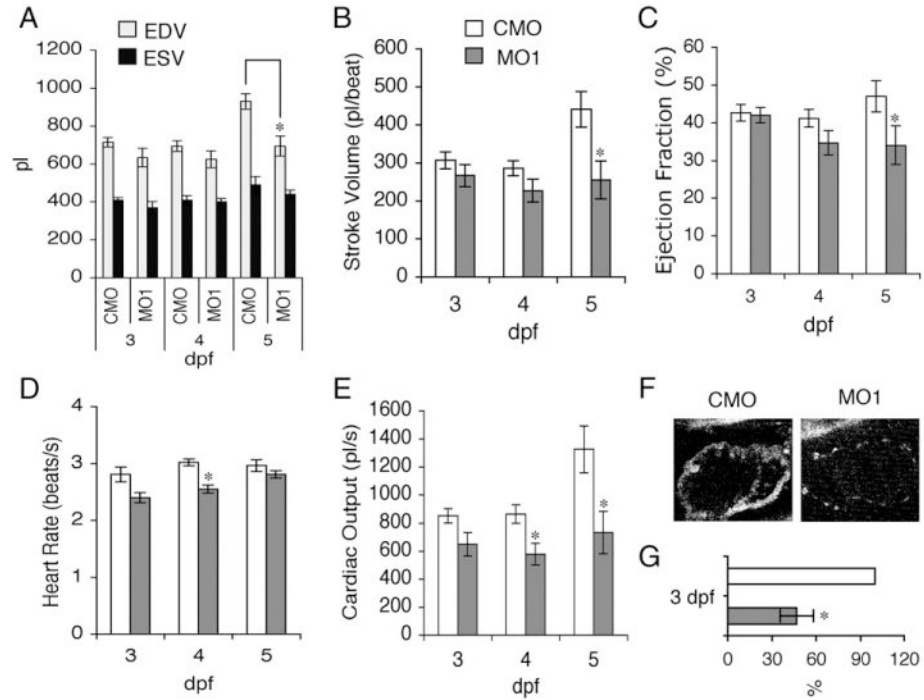 A
EDV
ESV
1200
1000
800
600
400
200
0
pl
*
CMO
MO1
CMO
MO1
CMO
MO1
3
4
5
dpf
B
CMO
MO1
600
500
400
300
200
100
0
Stroke Volume (pl/beat)
*
3
4
5
dpf
C
60
50
40
30
20
10
0
Ejection Fraction (%)
*
3
4
5
dpf
D
4
3
2
1
0
Heart Rate (beats/s)
*
3
4
5
dpf
E
1600
1400
1200
1000
800
600
400
200
0
Cardiac Output (pl/s)
*
*
3
4
5
dpf
F
CMO
MO1
G
3 dpf
*
0
30
60
90
120
%